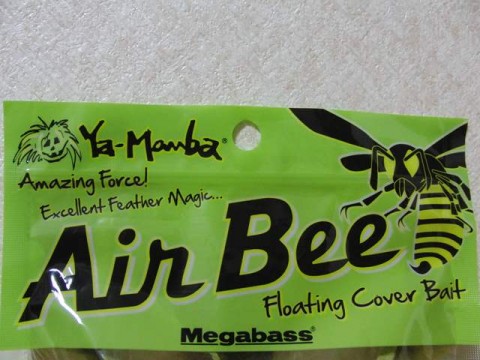 Ya-Mamba®
Amazing Force!
Excellent Feather Magic...
Air Bee
Floating Cover Bait
Megabass®